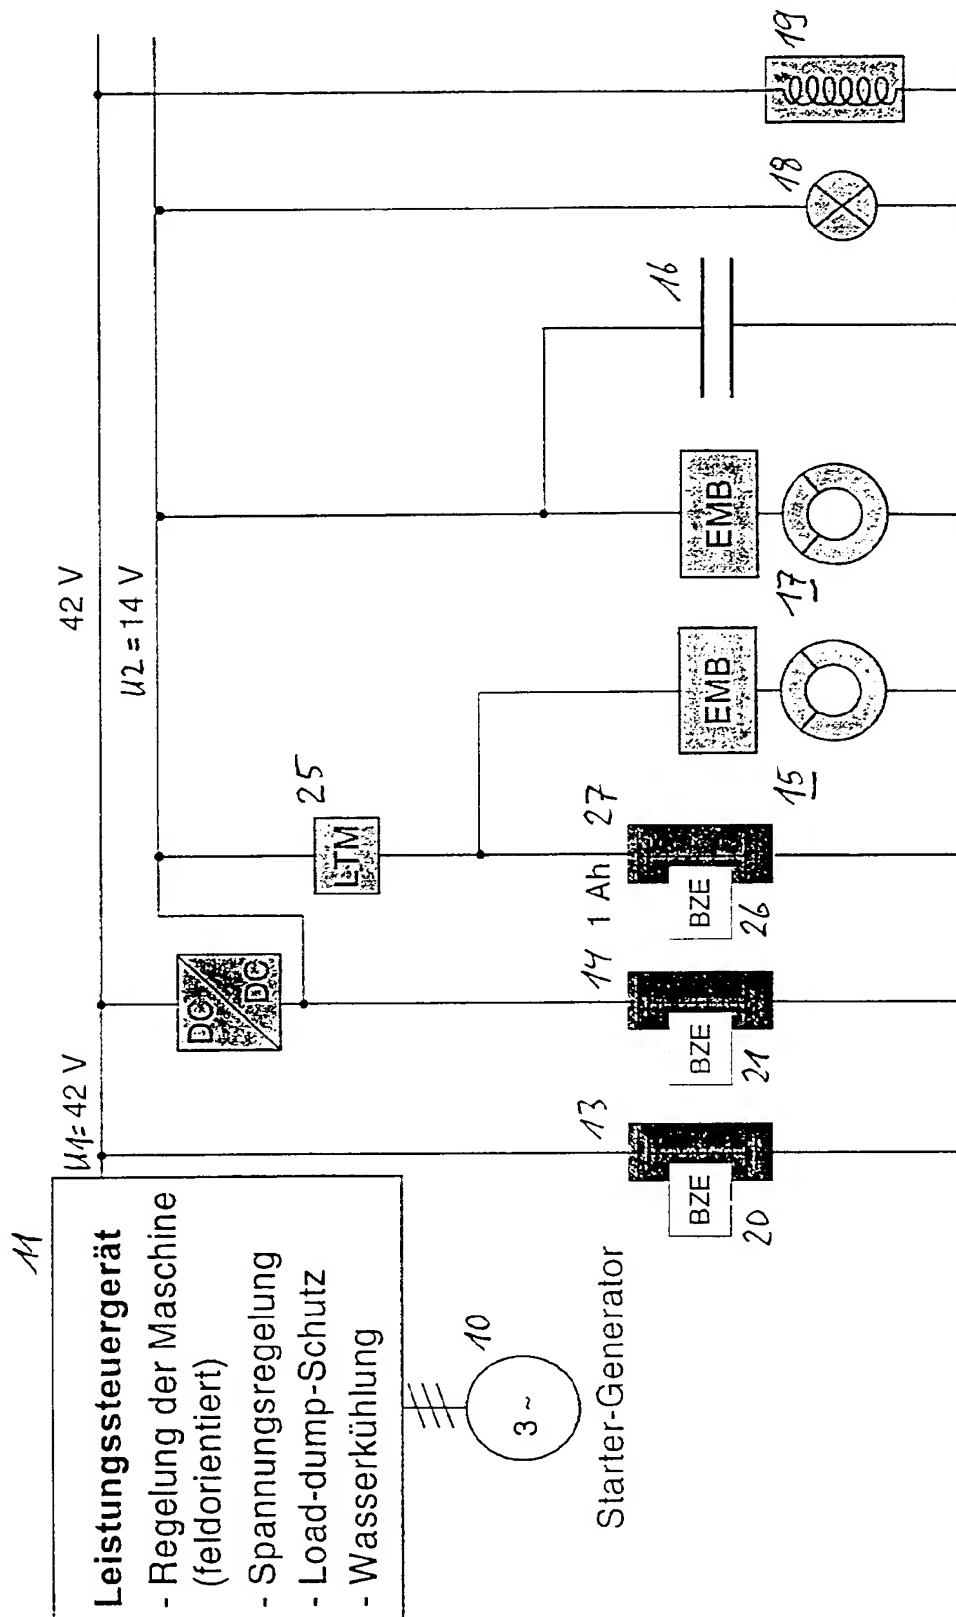 11
Leistungssteuergerät
- Regelung der Maschine
(feldorientiert)
- Spannungsregelung
- Load-dump-Schutz
- Wasserkühlung
10
3 ~
Starter-Generator
U1=42 V
42 V
U2=14 V
DC
DC
LTM
25
13
14
1 Ah
27
BZE
20
BZE
21
BZE
26
EMB
15
EMB
17
16
18
19